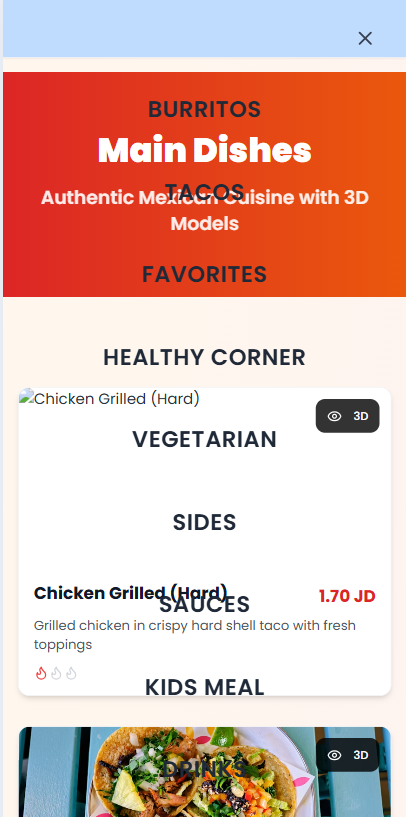 BURRITOS
Main Dishes
TACOS
Authentic Mexican Cuisine with 3D
Models
FAVORITES
HEALTHY CORNER
Chicken Grilled (Hard)
3D
VEGETARIAN
SIDES
Chicken Grilled (Hard)
1.70 JD
SAUCES
Grilled chicken in crispy hard shell taco with fresh
toppings
KIDS MEAL
3D
DRINKS